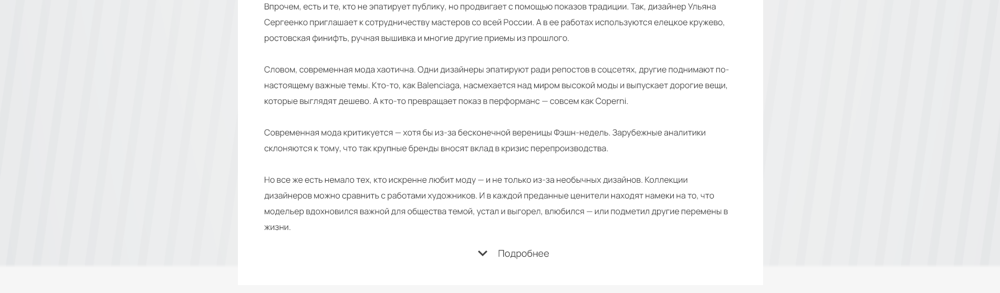 Впрочем, есть и те, кто не эпатирует публику, но продвигает с помощью показов традиции. Так, дизайнер Ульяна
Сергеенко приглашает к сотрудничеству мастеров со всей России. А в ее работах используются елецкое кружево,
ростовская финифть, ручная вышивка и многие другие приемы из прошлого.
Словом, современная мода хаотична. Одни дизайнеры эпатируют ради репостов в соцсетях, другие поднимают по-
настоящему важные темы. Кто-то, как Balenciaga, насмехается над миром высокой моды и выпускает дорогие вещи,
которые выглядят дешево. А кто-то превращает показ в перформанс — совсем как Coperni.
Современная мода критикуется — хотя бы из-за бесконечной вереницы Фэшн-недель. Зарубежные аналитики
склоняются к тому, что так крупные бренды вносят вклад в кризис перепроизводства.
Но все же есть немало тех, кто искренне любит моду — и не только из-за необычных дизайнов. Коллекции
дизайнеров можно сравнить с работами художников. И в каждой преданные ценители находят намеки на то, что
модельер вдохновился важной для общества темой, устал и выгорел, влюбился — или подметил другие перемены в
жизни.
Подробнее